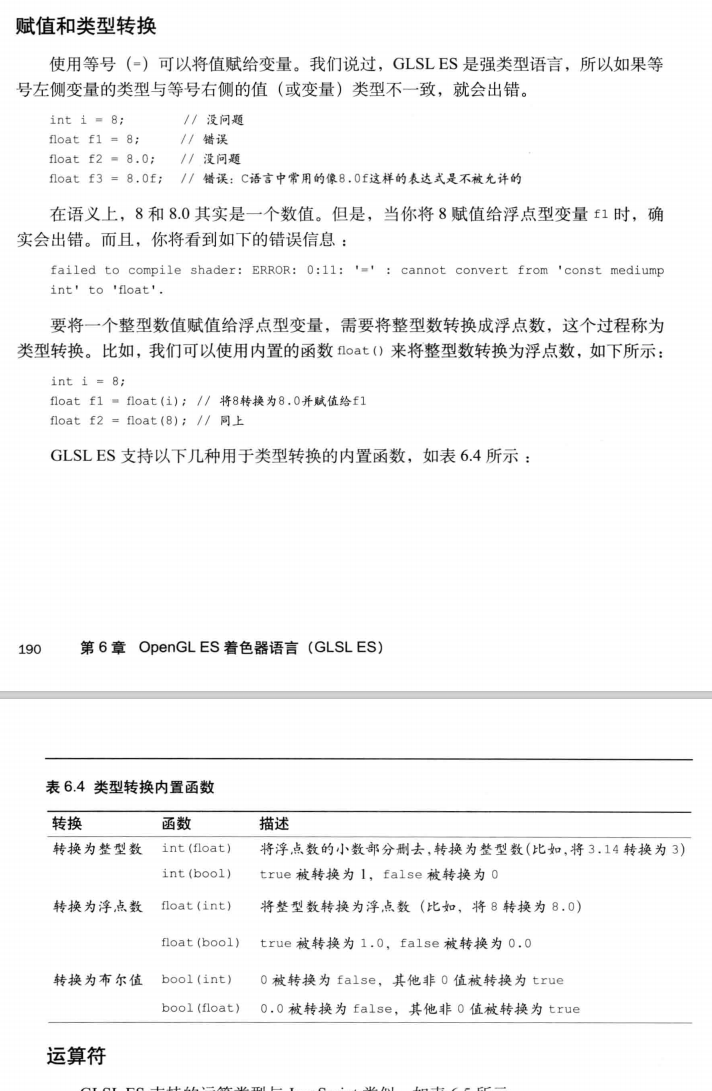 赋值和类型转换
使用等号（=）可以将值赋给变量。我们说过，GLSL ES 是强类型语言，所以如果等
号左侧变量的类型与等号右侧的值（或变量）类型不一致，就会出错。
int i = 8; // 没问题
float f1 = 8; // 错误
float f2 = 8.0; // 没问题
float f3 = 8.0f; // 错误：C语言中常用的像8.0f这样的表达式是不被允许的
在语义上，8 和 8.0 其实是一个数值。但是，当你将 8 赋值给浮点型变量 f1 时，确
实会出错。而且，你将看到如下的错误信息：
failed to compile shader: ERROR: 0:11: '=' : cannot convert from 'const mediump
int' to 'float'.
要将一个整型数值赋值给浮点型变量，需要将整型数转换成浮点数，这个过程称为
类型转换。比如，我们可以使用内置的函数 float() 来将整型数转换为浮点数，如下所示：
int i = 8;
float f1 = float(i); // 将8转换为8.0并赋值给f1
float f2 = float(8); // 同上
GLSL ES 支持以下几种用于类型转换的内置函数，如表 6.4 所示：
190 第 6 章 OpenGL ES 着色器语言（GLSL ES）
表 6.4 类型转换内置函数
转换 函数 描述
转换为整型数 int(float) 将浮点数的小数部分删去，转换为整型数（比如，将 3.14 转换为 3）
int(bool) true 被转换为 1，false 被转换为 0
转换为浮点数 float(int) 将整型数转换为浮点数（比如，将 8 转换为 8.0）
float(bool) true 被转换为 1.0，false 被转换为 0.0
转换为布尔值 bool(int) 0 被转换为 false，其他非 0 值被转换为 true
bool(float) 0.0 被转换为 false，其他非 0 值被转换为 true
运算符